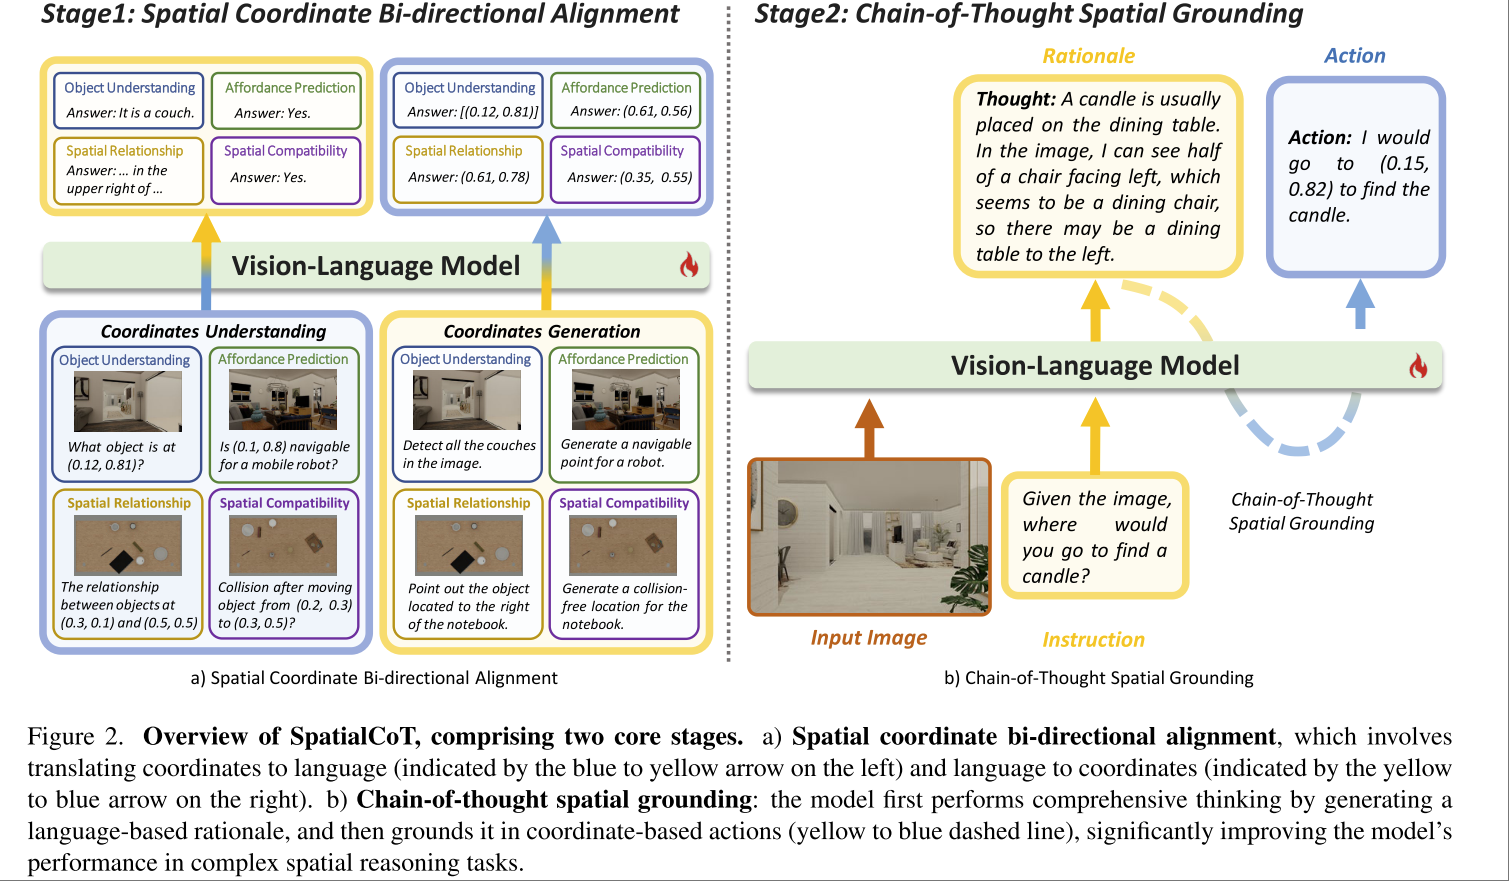 Stage1: Spatial Coordinate Bi-directional Alignment
Object Understanding
Answer: It is a couch.
Affordance Prediction
Answer: Yes.
Spatial Relationship
Answer: ... in the
upper right of ...
Spatial Compatibility
Answer: Yes.
Object Understanding
Answer: [(0.12, 0.81)]
Affordance Prediction
Answer: (0.61, 0.56)
Spatial Relationship
Answer: (0.61, 0.78)
Spatial Compatibility
Answer: (0.35, 0.55)
Vision-Language Model
Coordinates Understanding
Object Understanding
What object is at
(0.12, 0.81)?
Affordance Prediction
Is (0.1, 0.8) navigable
for a mobile robot?
Spatial Relationship
The relationship
between objects at
(0.3, 0.1) and (0.5, 0.5)
Spatial Compatibility
Collision after moving
object from (0.2, 0.3)
to (0.3, 0.5)?
Coordinates Generation
Object Understanding
Detect all the couches
in the image.
Affordance Prediction
Generate a navigable
point for a robot.
Spatial Relationship
Point out the object
located to the right
of the notebook.
Spatial Compatibility
Generate a collision-
free location for the
notebook.
a) Spatial Coordinate Bi-directional Alignment
Stage2: Chain-of-Thought Spatial Grounding
Rationale
Thought: A candle is usually
placed on the dining table.
In the image, I can see half
of a chair facing left, which
seems to be a dining chair,
so there may be a dining
table to the left.
Action
Action: I would
go to (0.15,
0.82) to find the
candle.
Vision-Language Model
Input Image
Given the image,
where would
you go to find a
candle?
Instruction
Chain-of-Thought
Spatial Grounding
b) Chain-of-Thought Spatial Grounding
Figure 2. Overview of SpatialCoT, comprising two core stages. a) Spatial coordinate bi-directional alignment, which involves
translating coordinates to language (indicated by the blue to yellow arrow on the left) and language to coordinates (indicated by the yellow
to blue arrow on the right). b) Chain-of-thought spatial grounding: the model first performs comprehensive thinking by generating a
language-based rationale, and then grounds it in coordinate-based actions (yellow to blue dashed line), significantly improving the model's
performance in complex spatial reasoning tasks.